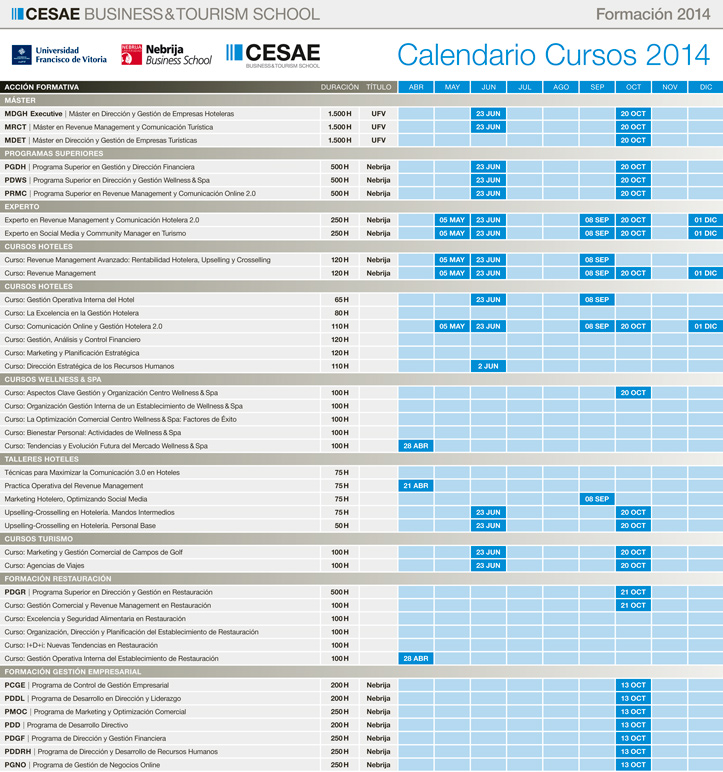 CESAE BUSINESS & TOURISM SCHOOL Formación 2014
Universidad
Francisco de Vitoria
NEBRIJA
Nebrija
Business School
CESAE
BUSINESS & TOURISM SCHOOL
Calendario Cursos 2014
ACCIÓN FORMATIVA DURACIÓN TÍTULO ABR MAY JUN JUL AGO SEP OCT NOV DIC
MÁSTER
MDGH Executive | Máster en Dirección y Gestión de Empresas Hoteleras 1.500 H UFV 23 JUN 20 OCT
MRCT | Máster en Revenue Management y Comunicación Turística 1.500 H UFV 23 JUN 20 OCT
MDET | Máster en Dirección y Gestión de Empresas Turísticas 1.500 H UFV 20 OCT
PROGRAMAS SUPERIORES
PGDH | Programa Superior en Gestión y Dirección Financiera 500 H Nebrija 23 JUN 20 OCT
PDWS | Programa Superior en Dirección y Gestión Wellness & Spa 500 H Nebrija 23 JUN 20 OCT
PRMC | Programa Superior en Revenue Management y Comunicación Online 2.0 500 H Nebrija 23 JUN 20 OCT
EXPERTO
Experto en Revenue Management y Comunicación Hotelera 2.0 250 H Nebrija 05 MAY 23 JUN 08 SEP 20 OCT 01 DIC
Experto en Social Media y Community Manager en Turismo 250 H Nebrija 05 MAY 23 JUN 08 SEP 20 OCT 01 DIC
CURSOS HOTELES
Curso: Revenue Management Avanzado: Rentabilidad Hotelera, Upselling y Crosselling 120 H Nebrija 05 MAY 23 JUN 08 SEP
Curso: Revenue Management 120 H Nebrija 05 MAY 23 JUN 08 SEP 20 OCT 01 DIC
CURSOS HOTELES
Curso: Gestión Operativa Interna del Hotel 65 H 23 JUN 08 SEP
Curso: La Excelencia en la Gestión Hotelera 80 H
Curso: Comunicación Online y Gestión Hotelera 2.0 110 H 05 MAY 23 JUN 08 SEP 20 OCT 01 DIC
Curso: Gestión, Análisis y Control Financiero 120 H
Curso: Marketing y Planificación Estratégica 120 H
Curso: Dirección Estratégica de los Recursos Humanos 110 H 2 JUN
CURSOS WELLNESS & SPA
Curso: Aspectos Clave Gestión y Organización Centro Wellness & Spa 100 H 20 OCT
Curso: Organización Gestión Interna de un Establecimiento de Wellness & Spa 100 H
Curso: La Optimización Comercial Centro Wellness & Spa: Factores de Éxito 100 H
Curso: Bienestar Personal: Actividades de Wellness & Spa 100 H
Curso: Tendencias y Evolución Futura del Mercado Wellness & Spa 100 H 28 ABR
TALLERES HOTELES
Técnicas para Maximizar la Comunicación 3.0 en Hoteles 75 H
Practica Operativa del Revenue Management 75 H 21 ABR
Marketing Hotelero, Optimizando Social Media 75 H 08 SEP
Upselling-Crosselling en Hotelería. Mandos Intermedios 75 H 23 JUN 20 OCT
Upselling-Crosselling en Hotelería. Personal Base 50 H 23 JUN 20 OCT
CURSOS TURISMO
Curso: Marketing y Gestión Comercial de Campos de Golf 100 H 23 JUN 20 OCT
Curso: Agencias de Viajes 100 H 23 JUN 20 OCT
FORMACIÓN RESTAURACIÓN
PDGR | Programa Superior en Dirección y Gestión en Restauración 500 H 21 OCT
Curso: Gestión Comercial y Revenue Management en Restauración 100 H 21 OCT
Curso: Excelencia y Seguridad Alimentaria en Restauración 100 H
Curso: Organización, Dirección y Planificación del Establecimiento de Restauración 100 H
Curso: I+D+i: Nuevas Tendencias en Restauración 100 H
Curso: Gestión Operativa Interna del Establecimiento de Restauración 100 H 28 ABR
FORMACIÓN GESTIÓN EMPRESARIAL
PCGE | Programa de Control de Gestión Empresarial 200 H Nebrija 13 OCT
PDDL | Programa de Desarrollo en Dirección y Liderazgo 200 H Nebrija 13 OCT
PMOC | Programa de Marketing y Optimización Comercial 250 H Nebrija 13 OCT
PDD | Programa de Desarrollo Directivo 200 H Nebrija 13 OCT
PDGF | Programa de Dirección y Gestión Financiera 250 H Nebrija 13 OCT
PDDRH | Programa de Dirección y Desarrollo de Recursos Humanos 250 H Nebrija 13 OCT
PGNO | Programa de Gestión de Negocios Online 250 H Nebrija 13 OCT